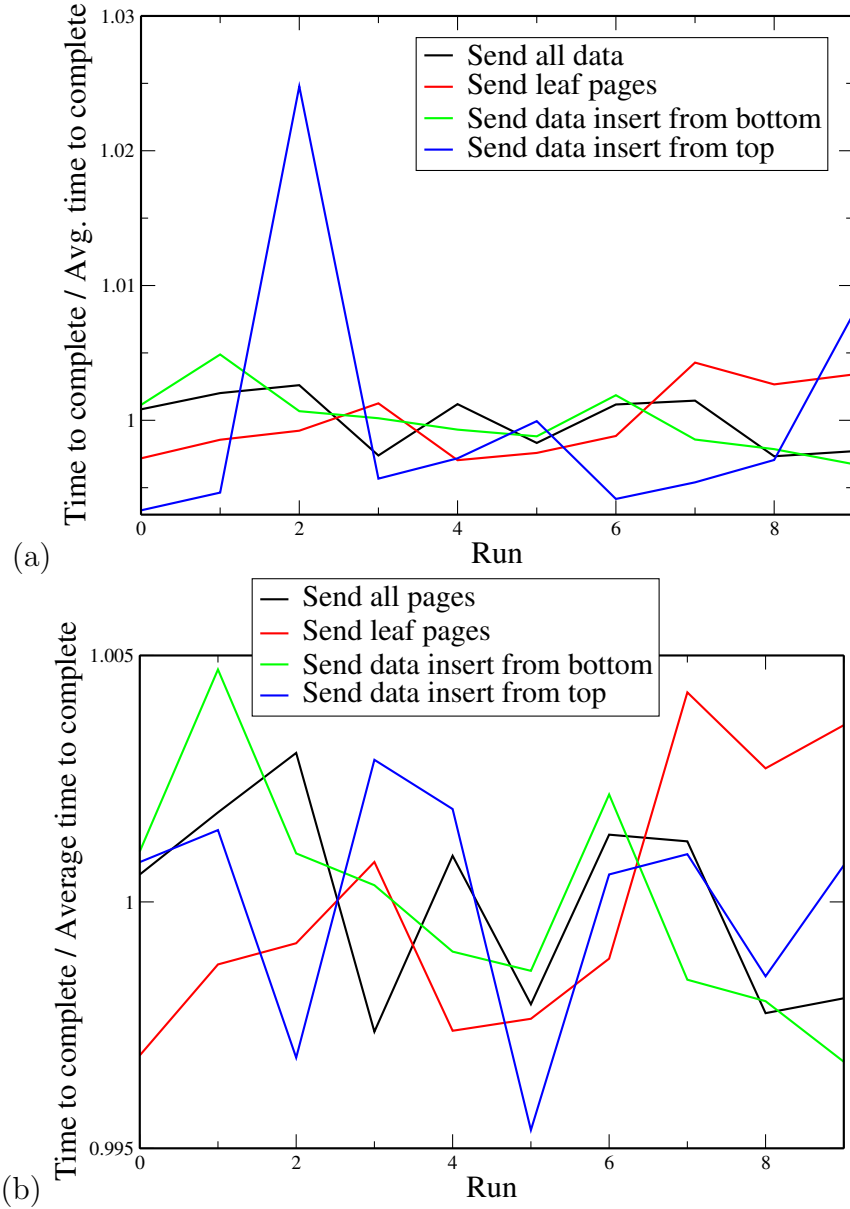 1.03
Send all data
Send leaf pages
Send data insert from bottom
Send data insert from top
1.02
1.01
1
Time to complete / Avg. time to complete
0 2 4 6 8
Run
(a)
Send all pages
Send leaf pages
Send data insert from bottom
Send data insert from top
1.005
1
0.995
Time to complete / Average time to complete
0 2 4 6 8
Run
(b)